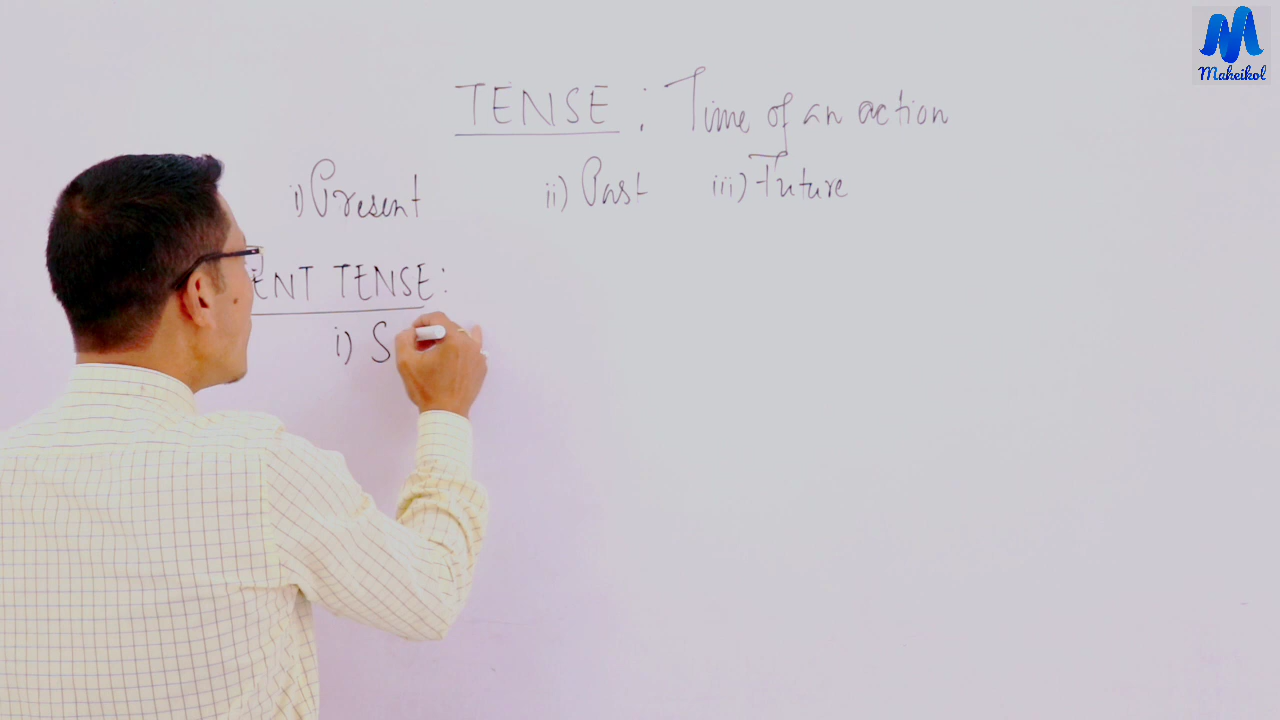 Maheikol
TENSE : Time of an action
i) Present ii) Past iii) Future
ENT TENSE :
i) S